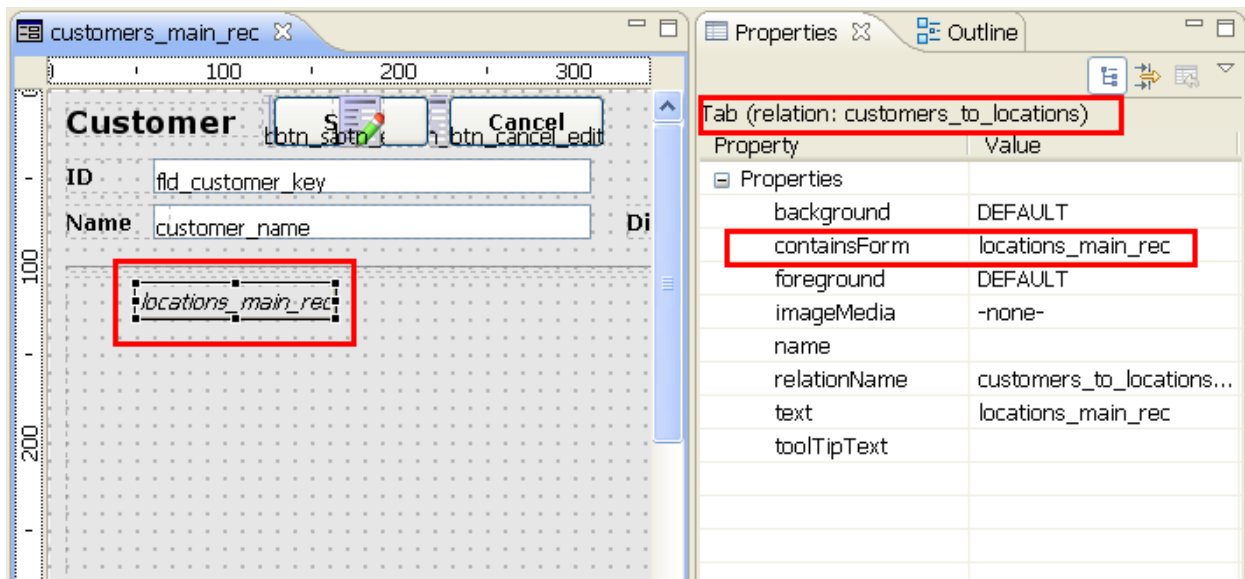 customers_main_rec
100 200 300
Customer
Cancel
btn_cancel_edit
ID fld_customer_key
Name customer_name Di
100
locations_main_rec
200
Properties Outline
Tab (relation: customers_to_locations)
Property Value
Properties
background DEFAULT
containsForm locations_main_rec
foreground DEFAULT
imageMedia -none-
name
relationName customers_to_locations...
text locations_main_rec
toolTipText